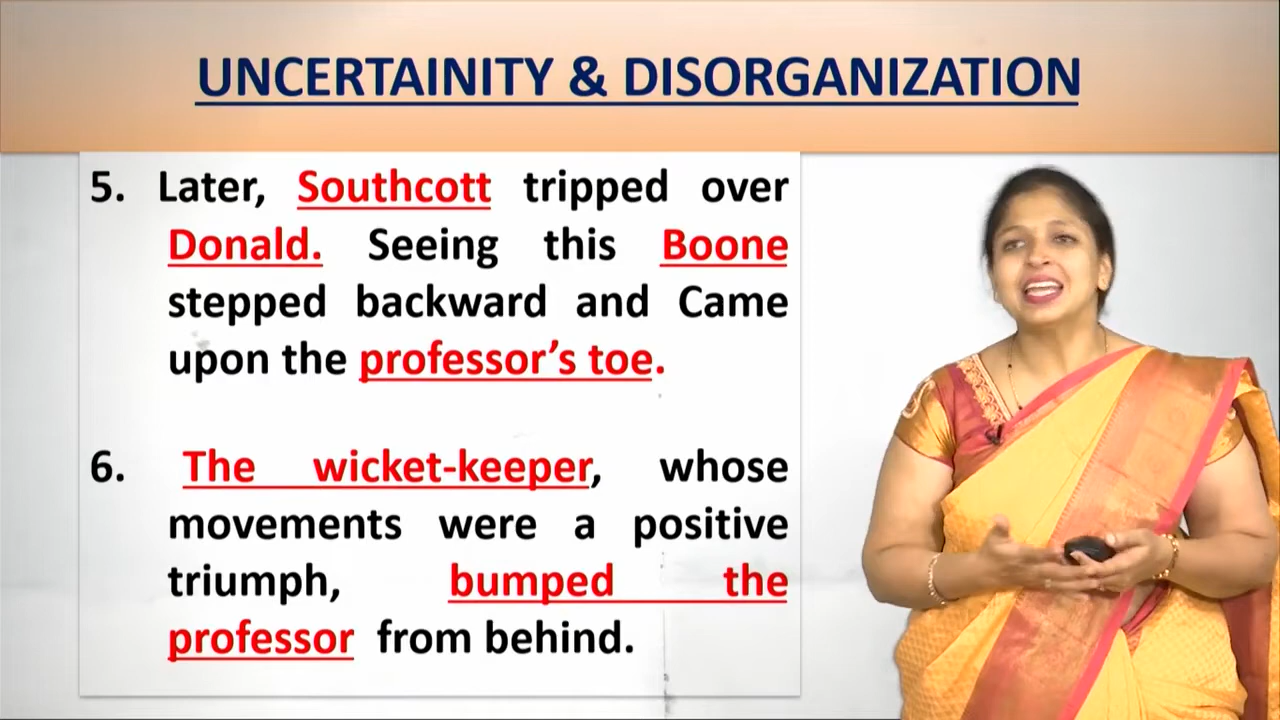 UNCERTAINITY & DISORGANIZATION
5. Later, Southcott tripped over
Donald. Seeing this Boone
stepped backward and Came
upon the professor’s toe.
6. The wicket-keeper, whose
movements were a positive
triumph, bumped the
professor from behind.